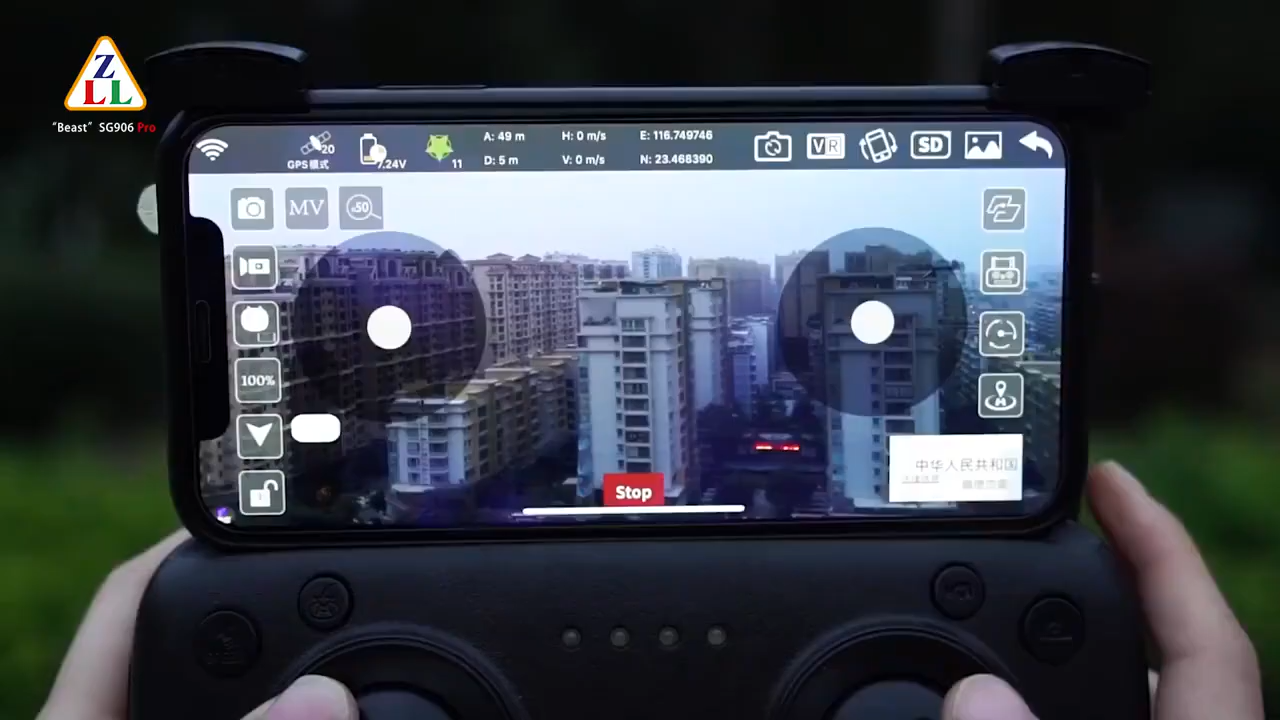 ZLL
"Beast" SG906 Pro
20
GPS模式
7.24V
11
A: 49 m
H: 0 m/s
E: 116.749746
D: 5 m
V: 0 m/s
N: 23.468390
VR
SD
MV
x50
100%
中华人民共和国
Stop